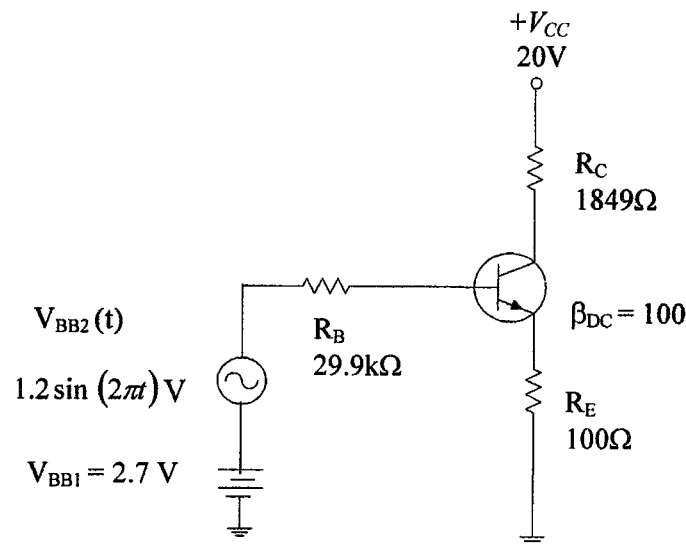 +V_CC
20V
R_C
1849Ω
V_BB2 (t)
1.2 sin (2πt) V
V_BB1 = 2.7 V
R_B
29.9kΩ
β_DC = 100
R_E
100Ω